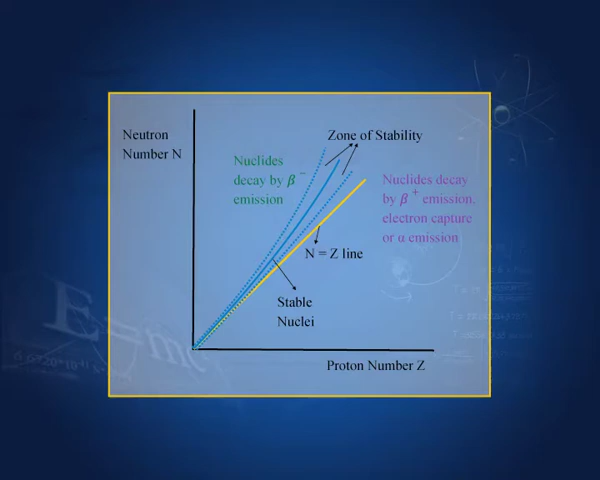 Neutron
Number N
Zone of Stability
Nuclides
decay by β⁻
emission
Nuclides decay
by β⁺ emission,
electron capture
or α emission
N = Z line
Stable
Nuclei
Proton Number Z